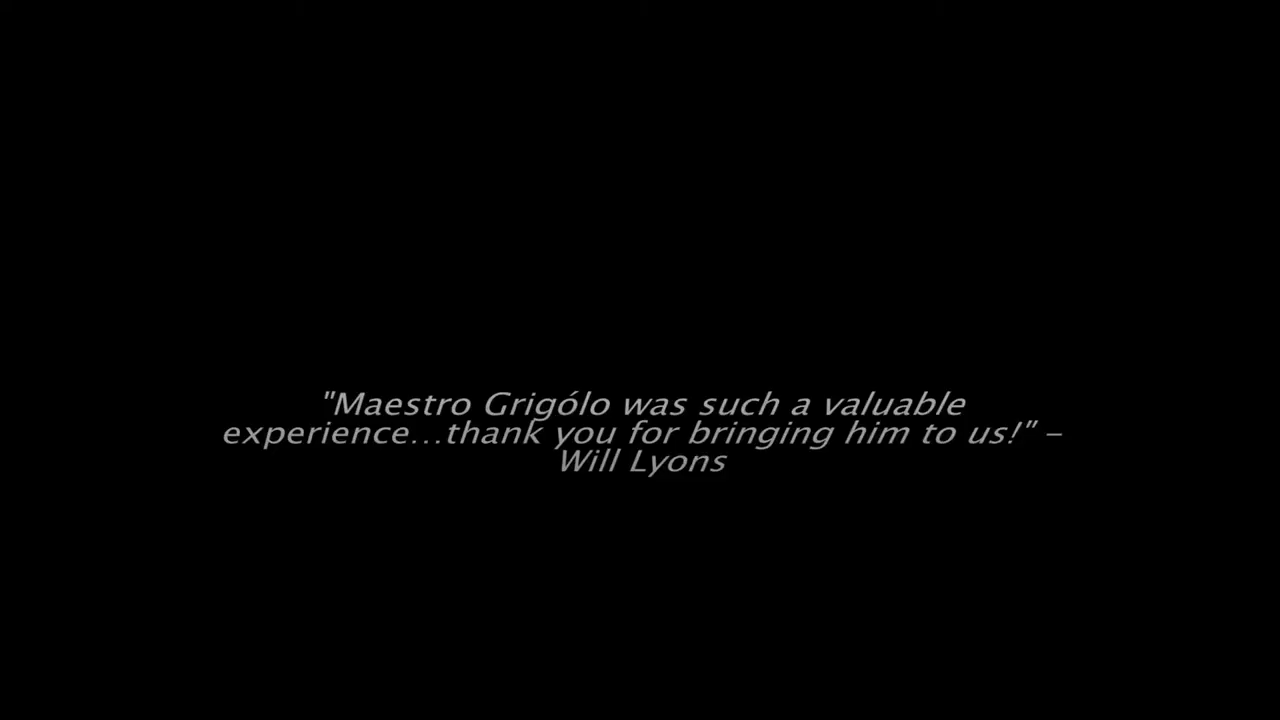 "Maestro Grigólo was such a valuable
experience...thank you for bringing him to us!" –
Will Lyons